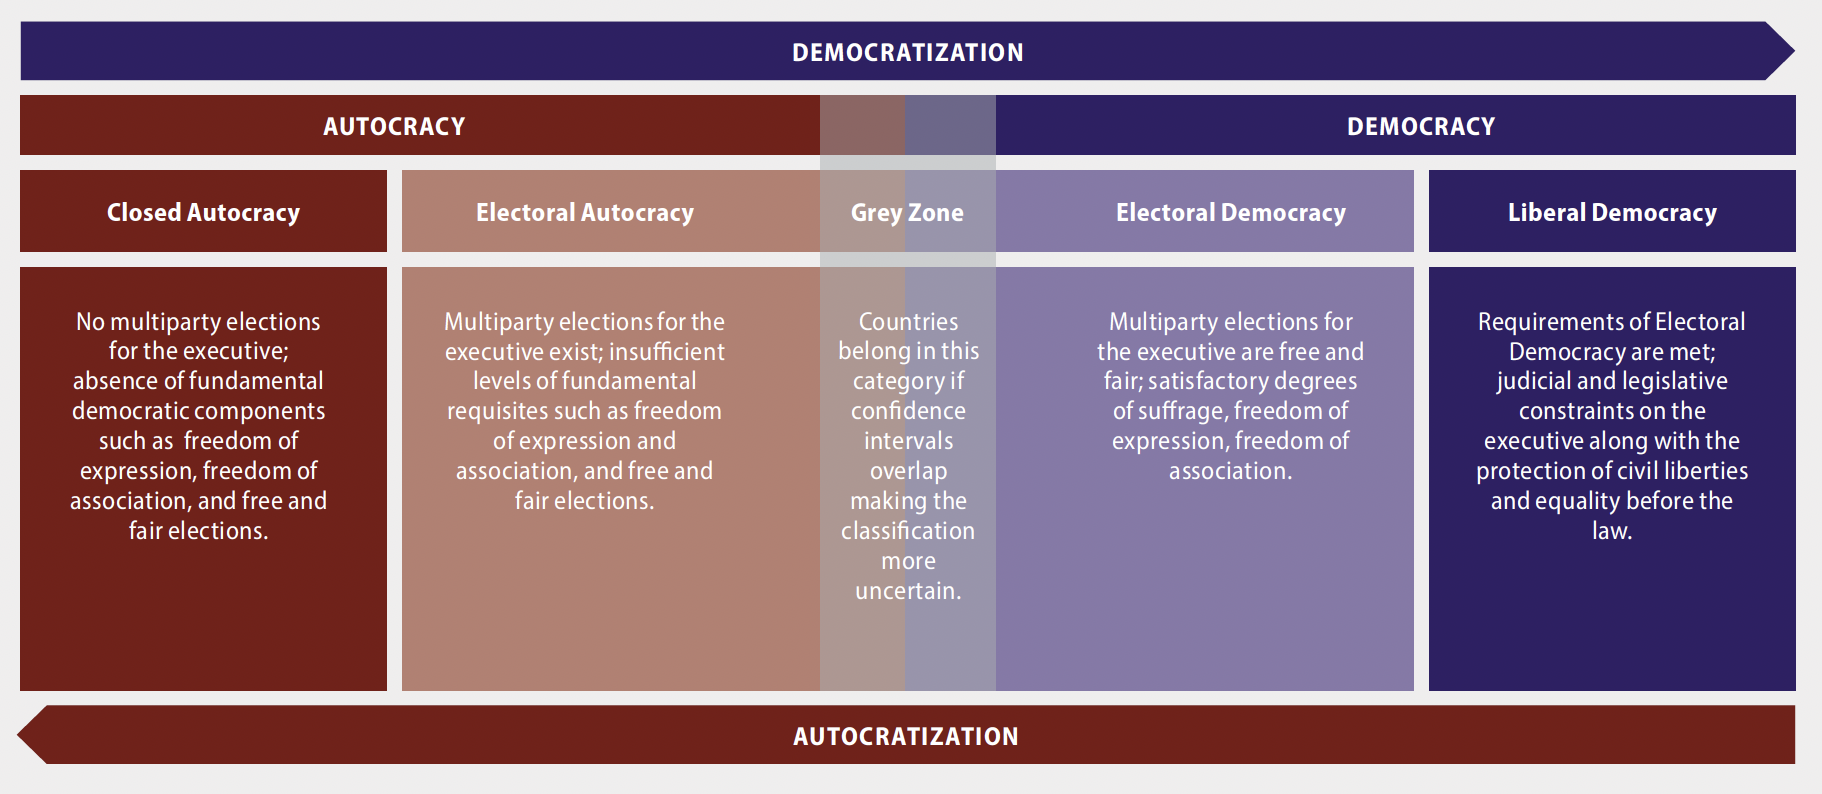 DEMOCRATIZATION
AUTOCRACY
DEMOCRACY
Closed Autocracy
Electoral Autocracy
Grey Zone
Electoral Democracy
Liberal Democracy
No multiparty elections
for the executive;
absence of fundamental
democratic components
such as freedom of
expression, freedom of
association, and free and
fair elections.
Multiparty elections for the
executive exist; insufficient
levels of fundamental
requisites such as freedom
of expression and
association, and free and
fair elections.
Countries
belong in this
category if
confidence
intervals
overlap
making the
classification
more
uncertain.
Multiparty elections for
the executive are free and
fair; satisfactory degrees
of suffrage, freedom of
expression, freedom of
association.
Requirements of Electoral
Democracy are met;
judicial and legislative
constraints on the
executive along with the
protection of civil liberties
and equality before the
law.
AUTOCRATIZATION